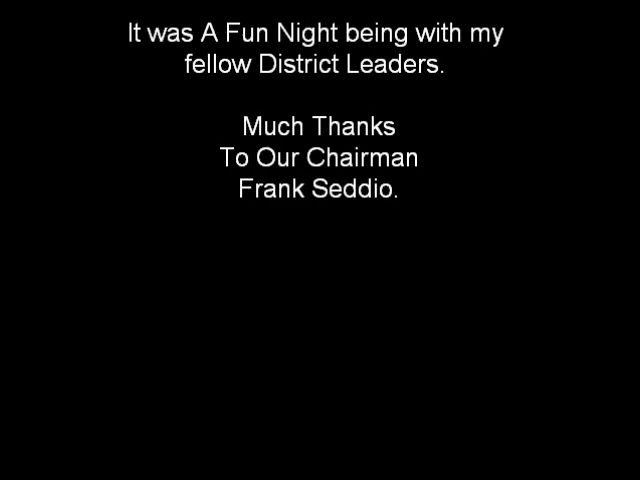 It was A Fun Night being with my
fellow District Leaders.
Much Thanks
To Our Chairman
Frank Seddio.